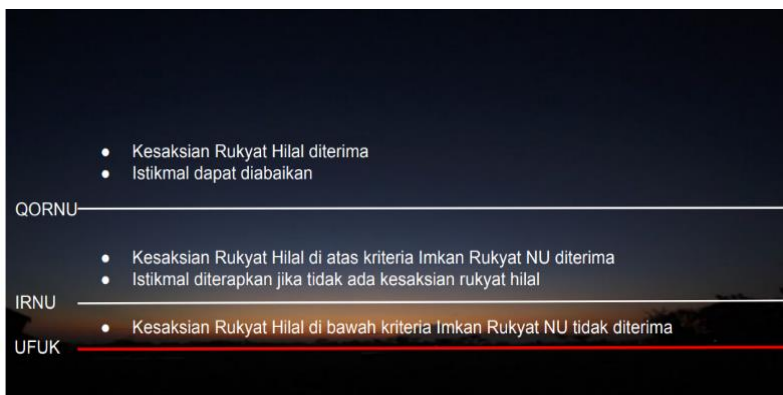 ● Kesaksian Rukyat Hilal diterima
● Istikmal dapat diabaikan
QORNU
● Kesaksian Rukyat Hilal di atas kriteria Imkan Rukyat NU diterima
● Istikmal diterapkan jika tidak ada kesaksian rukyat hilal
IRNU
● Kesaksian Rukyat Hilal di bawah kriteria Imkan Rukyat NU tidak diterima
UFUK